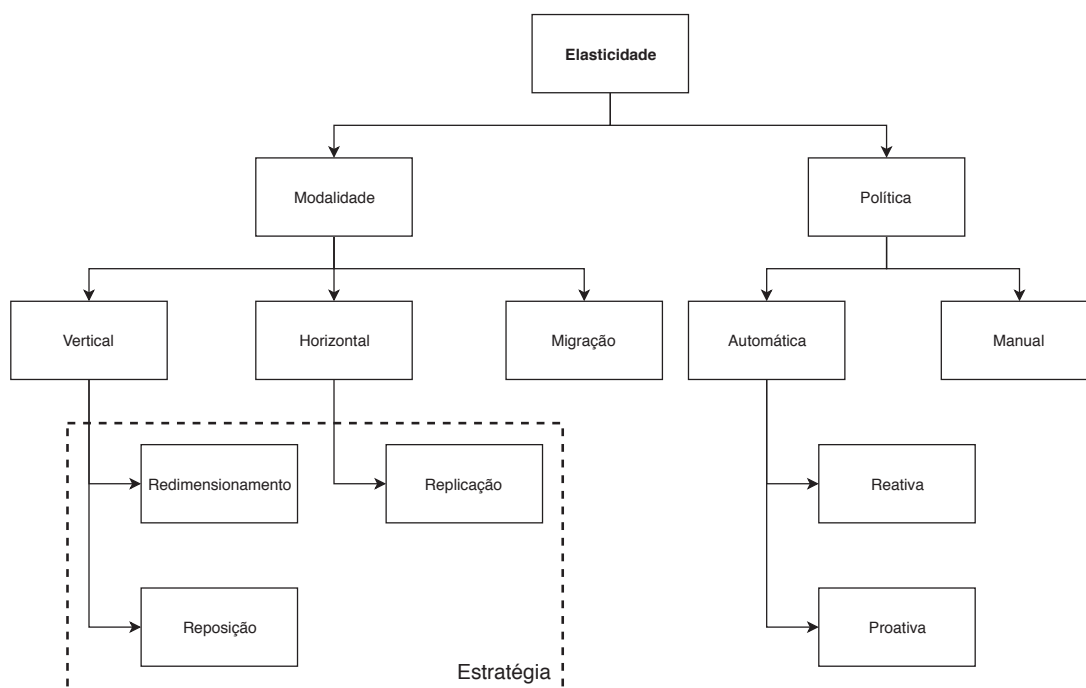 Elasticidade
Modalidade
Política
Vertical
Horizontal
Migração
Automática
Manual
Redimensionamento
Replicação
Reativa
Reposição
Proativa
Estratégia